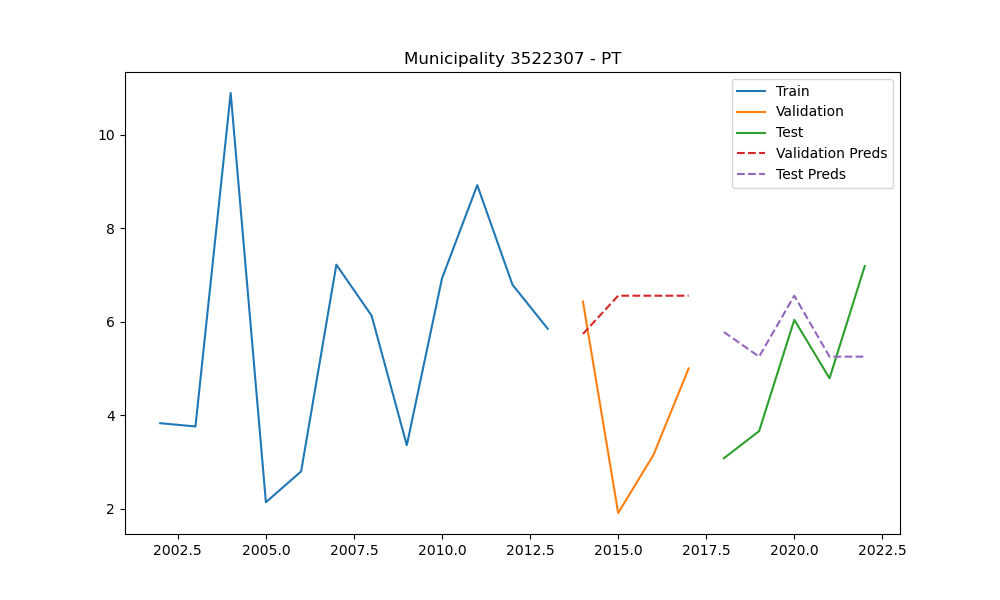 Municipality 3522307 - PT
Train
Validation
Test
Validation Preds
Test Preds
10
8
6
4
2
2002.5 2005.0 2007.5 2010.0 2012.5 2015.0 2017.5 2020.0 2022.5